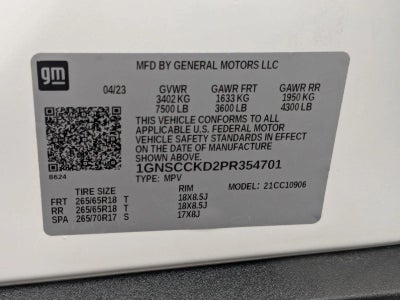 gm
MFD BY GENERAL MOTORS LLC
04/23 GVWR GAWR FRT GAWR RR
3402 KG 1633 KG 1950 KG
7500 LB 3600 LB 4300 LB
THIS VEHICLE CONFORMS TO ALL
APPLICABLE U.S. FEDERAL MOTOR
VEHICLE SAFETY STANDARDS IN EFFECT
ON THE DATE OF MANUFACTURE
SHOWN ABOVE.
1GNSCCKD2PR354701
8624 TYPE: MPV MODEL: 21CC10906
TIRE SIZE RIM
FRT 265/65R18 T 18X8.5J
RR 265/65R18 T 18X8.5J
SPA 265/70R17 S 17X8J